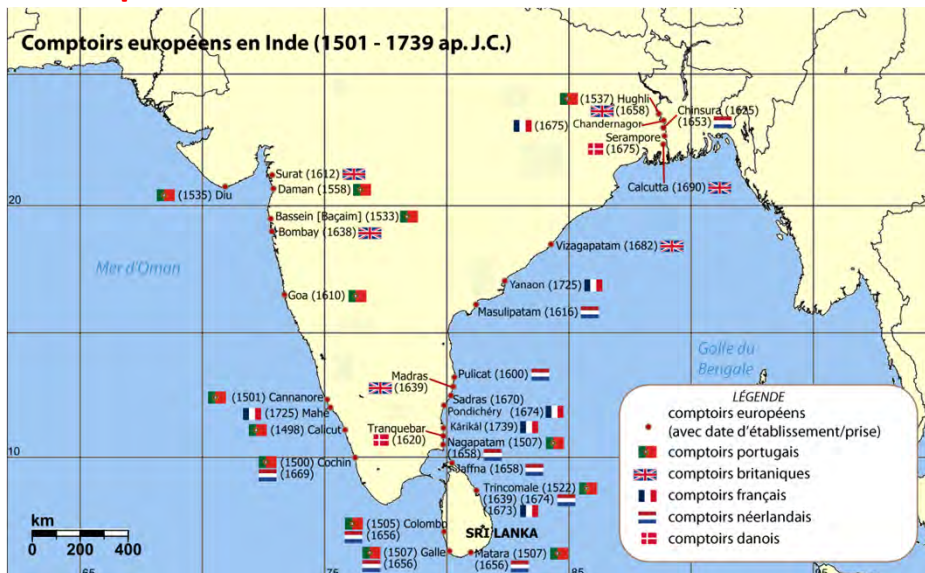 Comptoirs européens en Inde (1501 - 1739 ap. J.C.)
(1537) Hughli
(1658)
Chinsura (1625)
(1653)
(1675) Chandernagor
Serampore
(1675)
Calcutta (1690)
Surat (1612)
Daman (1558)
(1535) Diu
20
Bassein [Baçaim] (1533)
Bombay (1638)
Vizagapatam (1682)
Mer d'Oman
Goa (1610)
Yanaon (1725)
Masulipatam (1616)
Golfe du
Bengale
Madras
(1639)
Pulicat (1600)
(1501) Cannanore
(1725) Mahé
(1498) Calicut
Sadras (1670)
Pondichéry (1674)
Kârikâl (1739)
Tranquebar
(1620)
Nagapatam (1507)
(1658)
10
(1500) Cochin
(1669)
Jaffna (1658)
Trincomale (1522)
(1639) (1674)
(1673)
(1505) Colombo
(1656)
SRI LANKA
(1507) Galle
(1656)
Matara (1507)
(1656)
km
0 200 400
65
75
85
95
LÉGENDE
comptoirs européens
(avec date d'établissement/prise)
comptoirs portugais
comptoirs britaniques
comptoirs français
comptoirs néerlandais
comptoirs danois